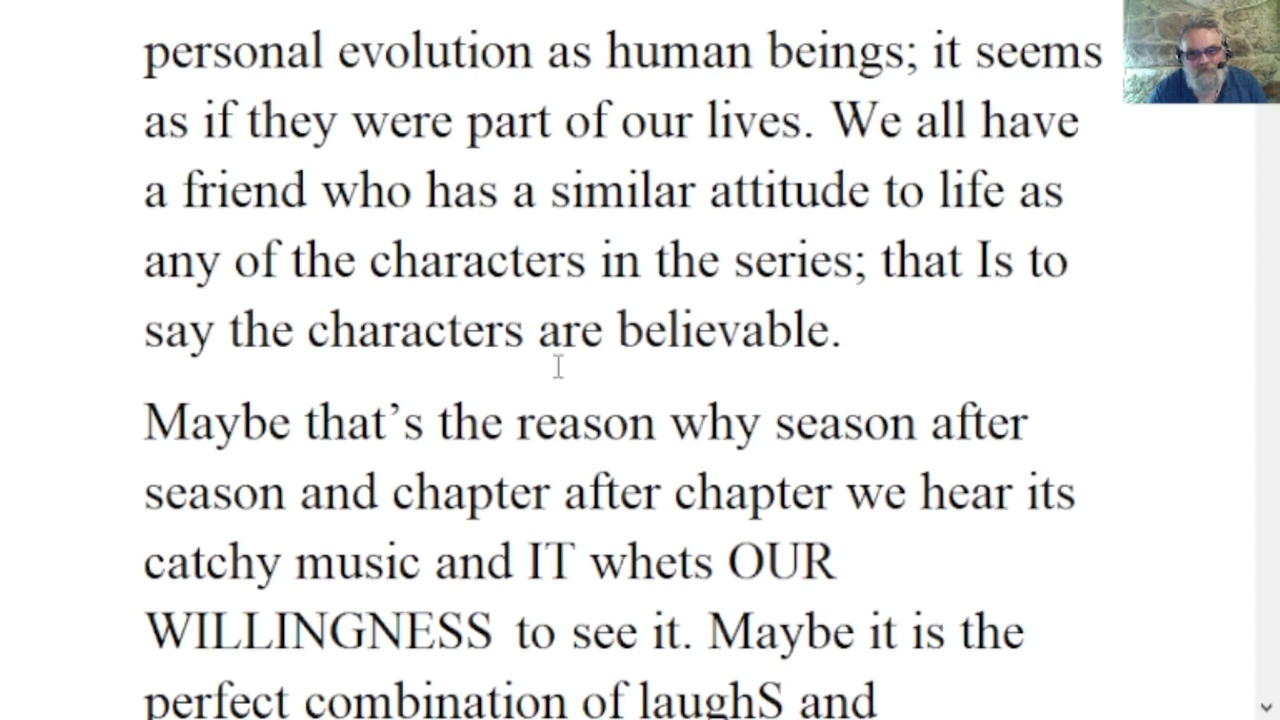 personal evolution as human beings; it seems
as if they were part of our lives. We all have
a friend who has a similar attitude to life as
any of the characters in the series; that Is to
say the characters are believable.
Maybe that’s the reason why season after
season and chapter after chapter we hear its
catchy music and IT whets OUR
WILLINGNESS to see it. Maybe it is the
perfect combination of laughS and